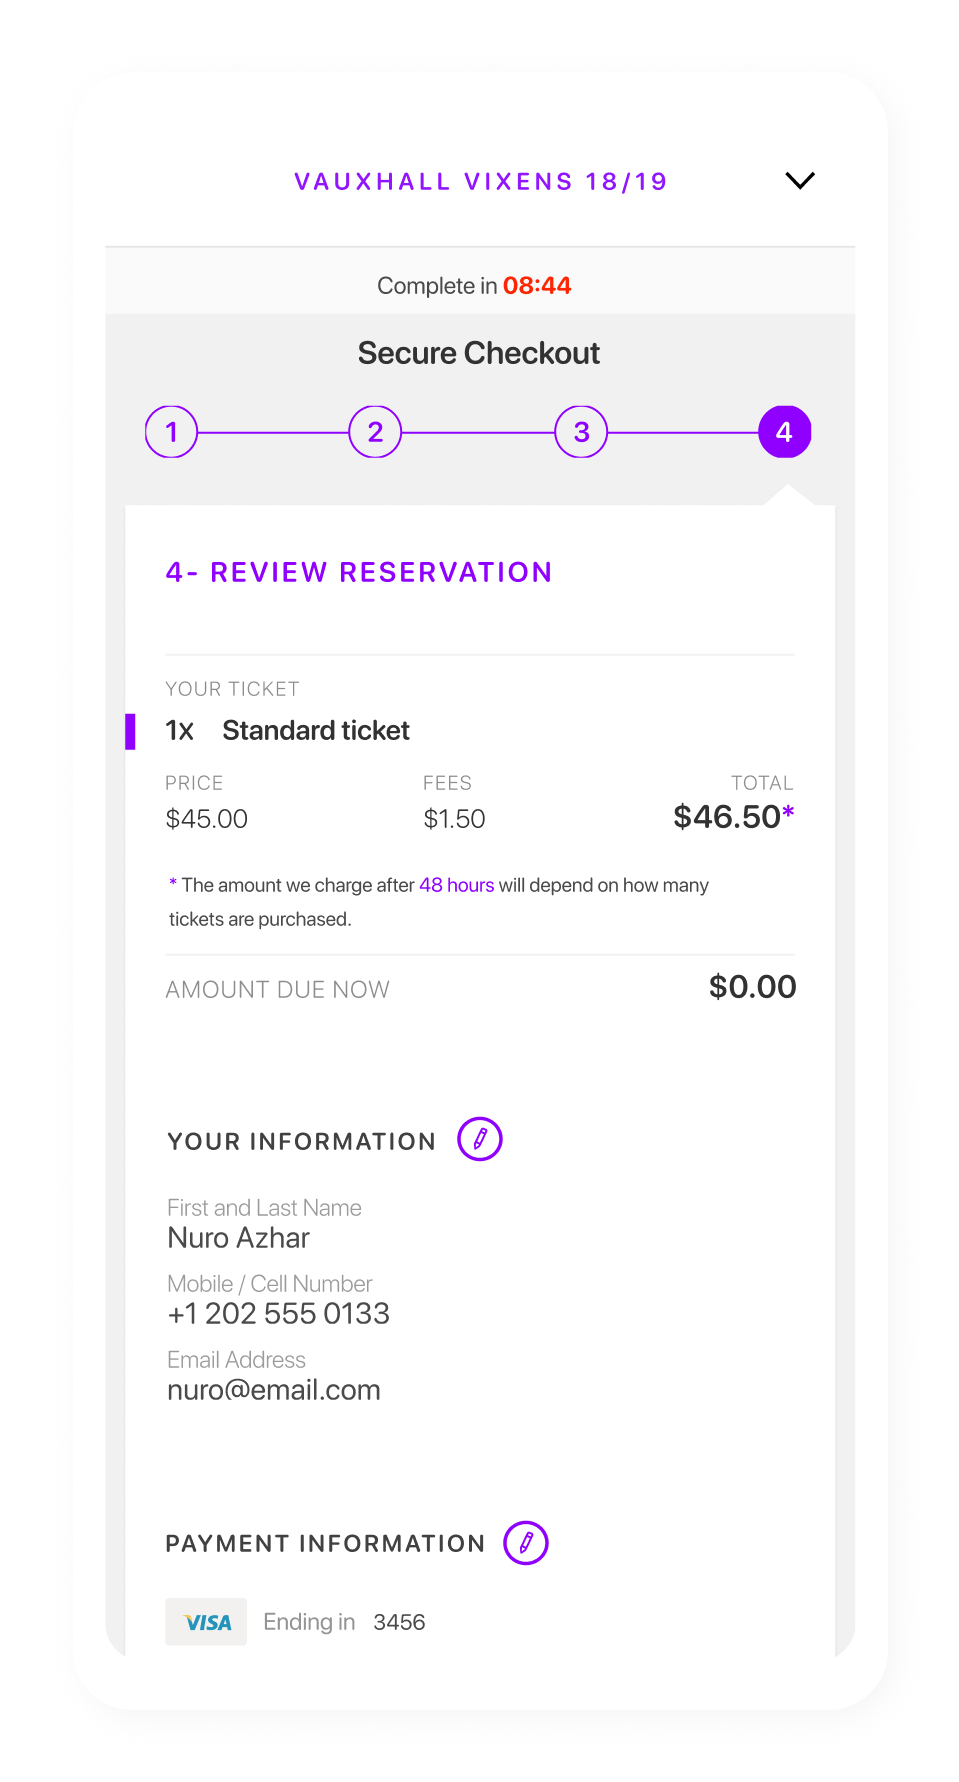 VAUXHALL VIXENS 18/19
Complete in 08:44
Secure Checkout
1 2 3 4
4- REVIEW RESERVATION
YOUR TICKET
1x Standard ticket
PRICE FEES TOTAL
$45.00 $1.50 $46.50*
* The amount we charge after 48 hours will depend on how many
tickets are purchased.
AMOUNT DUE NOW $0.00
YOUR INFORMATION
First and Last Name
Nuro Azhar
Mobile / Cell Number
+1 202 555 0133
Email Address
nuro@email.com
PAYMENT INFORMATION
VISA Ending in 3456